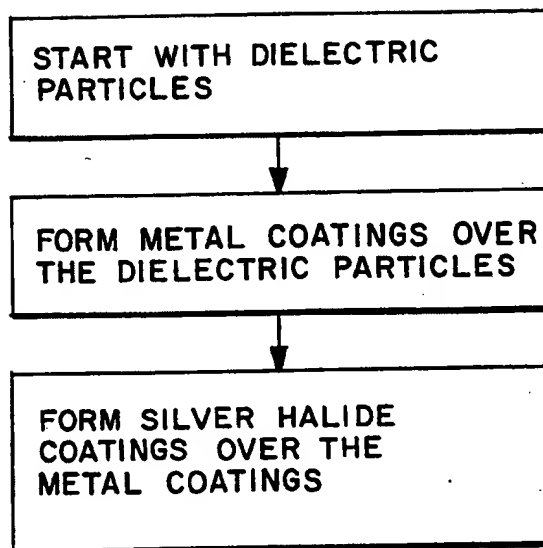 START WITH DIELECTRIC
PARTICLES
FORM METAL COATINGS OVER
THE DIELECTRIC PARTICLES
FORM SILVER HALIDE
COATINGS OVER THE
METAL COATINGS